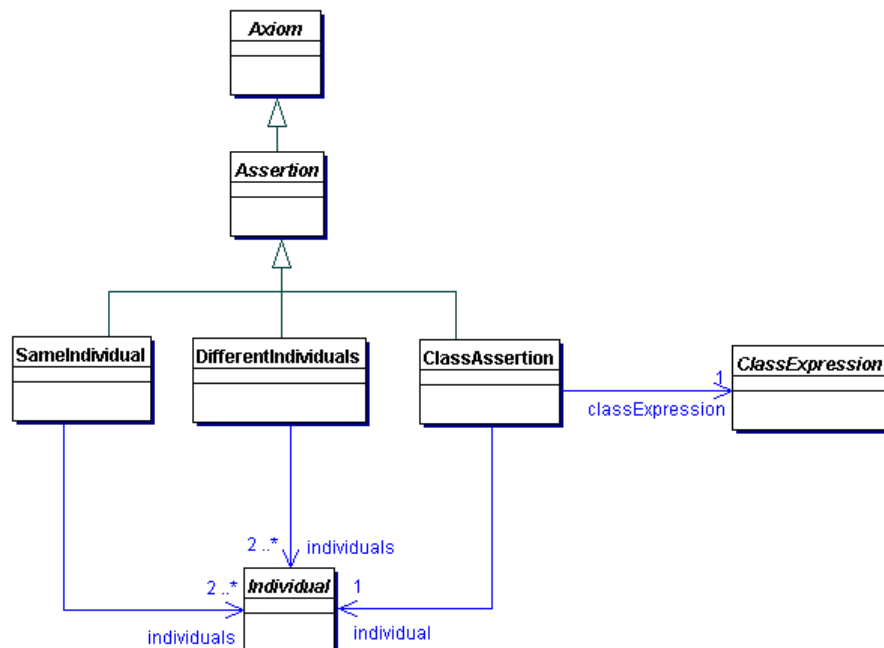 Axiom
Assertion
SameIndividual
DifferentIndividuals
ClassAssertion
ClassExpression
1
classExpression
2 ..*
individuals
2 ..*
Individual
1
individuals
individual